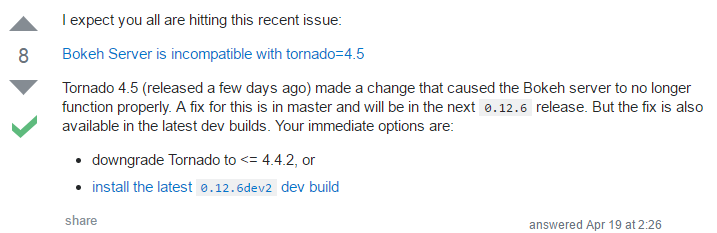 I expect you all are hitting this recent issue:
8
Bokeh Server is incompatible with tornado=4.5
Tornado 4.5 (released a few days ago) made a change that caused the Bokeh server to no longer
function properly. A fix for this is in master and will be in the next 0.12.6 release. But the fix is also
available in the latest dev builds. Your immediate options are:
• downgrade Tornado to <= 4.4.2, or
• install the latest 0.12.6dev2 dev build
share
answered Apr 19 at 2:26